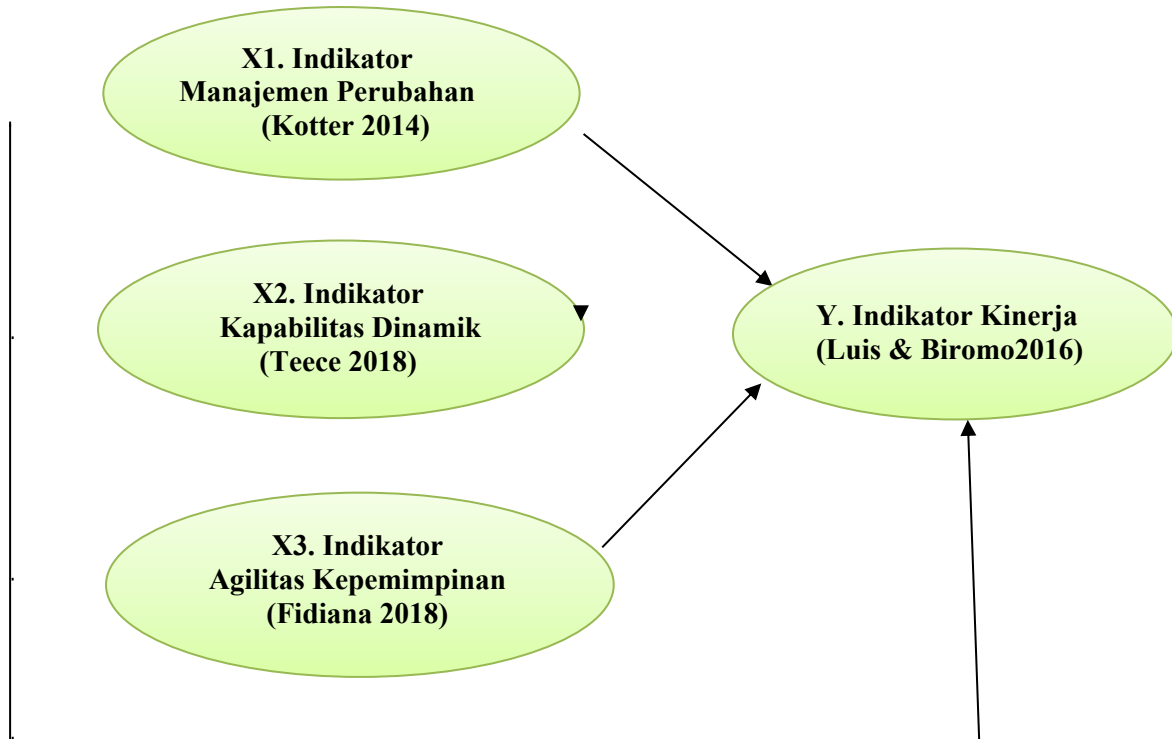 X1. Indikator
Manajemen Perubahan
(Kotter 2014)
X2. Indikator
Kapabilitas Dinamik
(Teece 2018)
Y. Indikator Kinerja
(Luis & Biromo2016)
X3. Indikator
Agilitas Kepemimpinan
(Fidiana 2018)